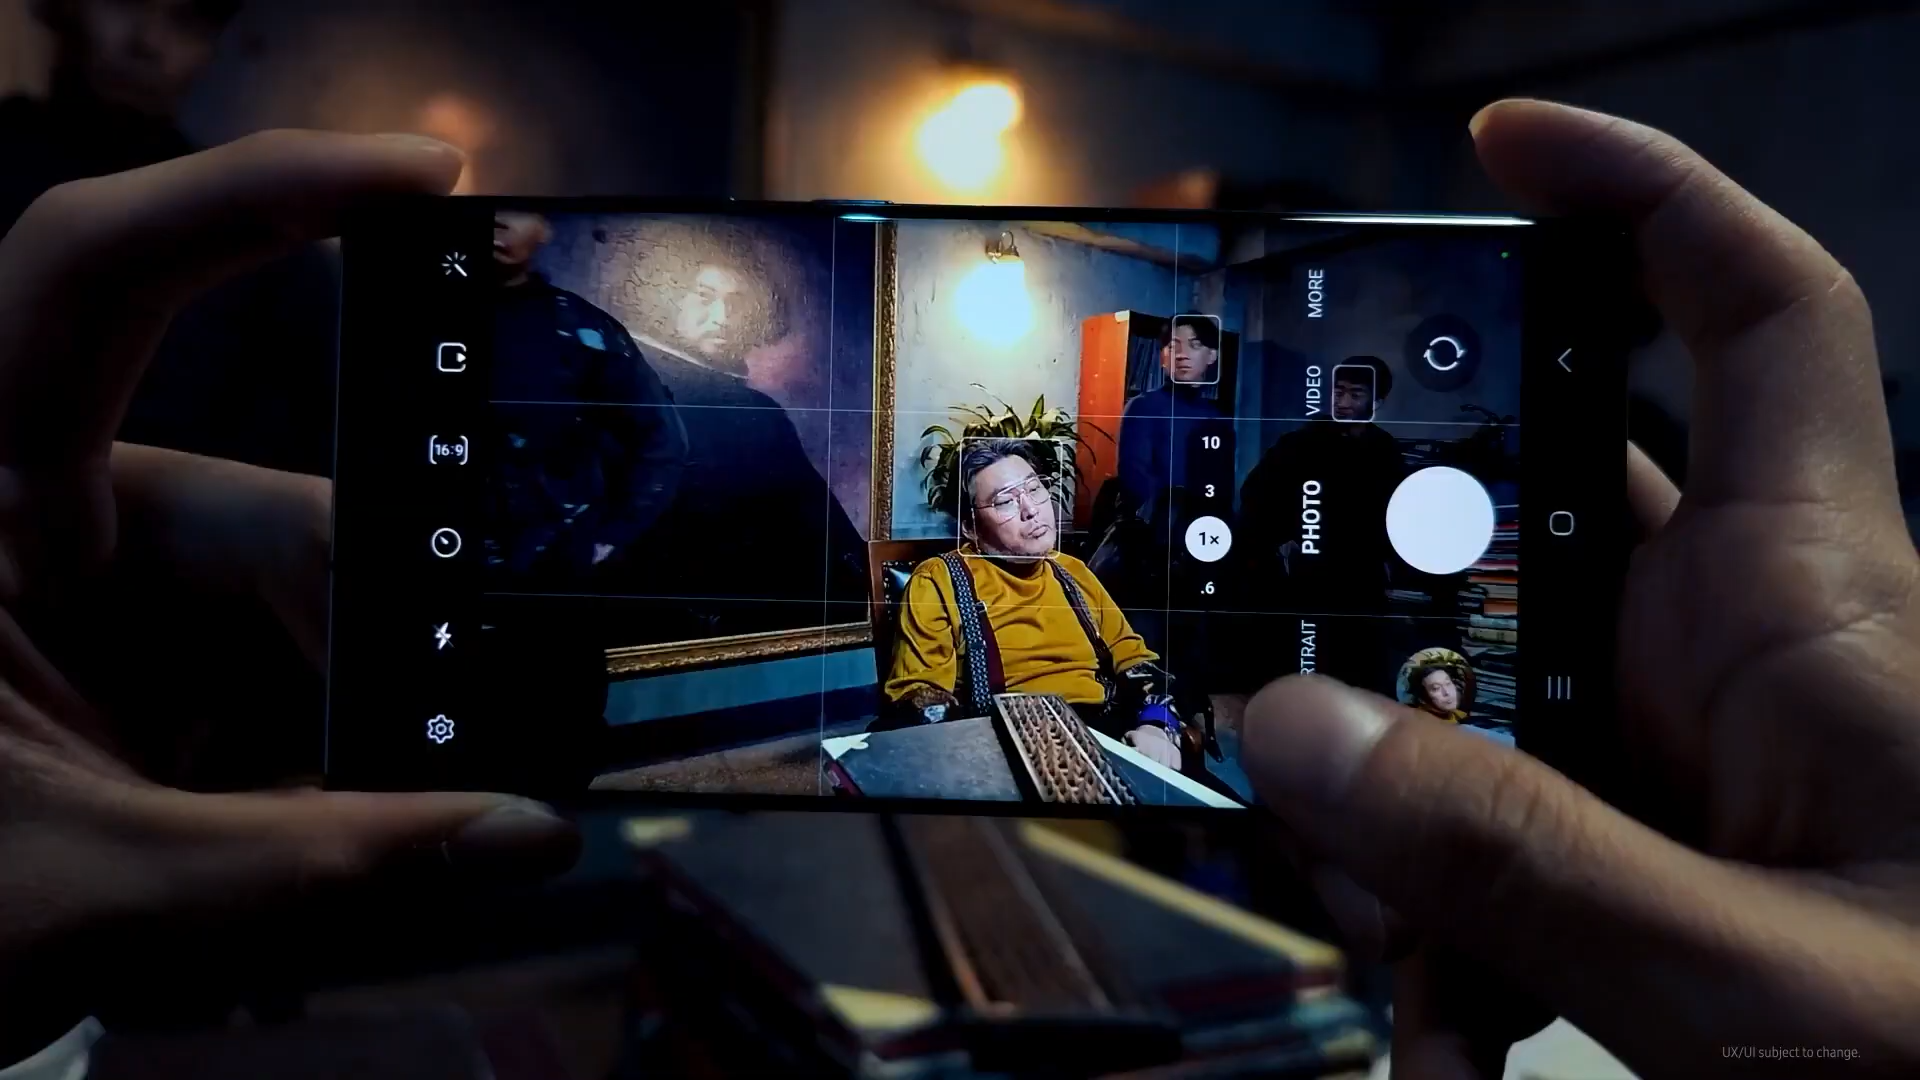 16:9
MORE
VIDEO
PHOTO
RTRAIT
10
3
1×
.6
UX/UI subject to change.